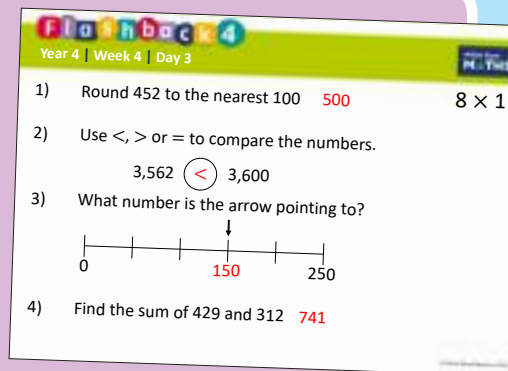 Flashback 4
Year 4 | Week 4 | Day 3
1) Round 452 to the nearest 100 500
8 × 1
2) Use <, > or = to compare the numbers.
3,562 < 3,600
3) What number is the arrow pointing to?
0 150 250
4) Find the sum of 429 and 312 741